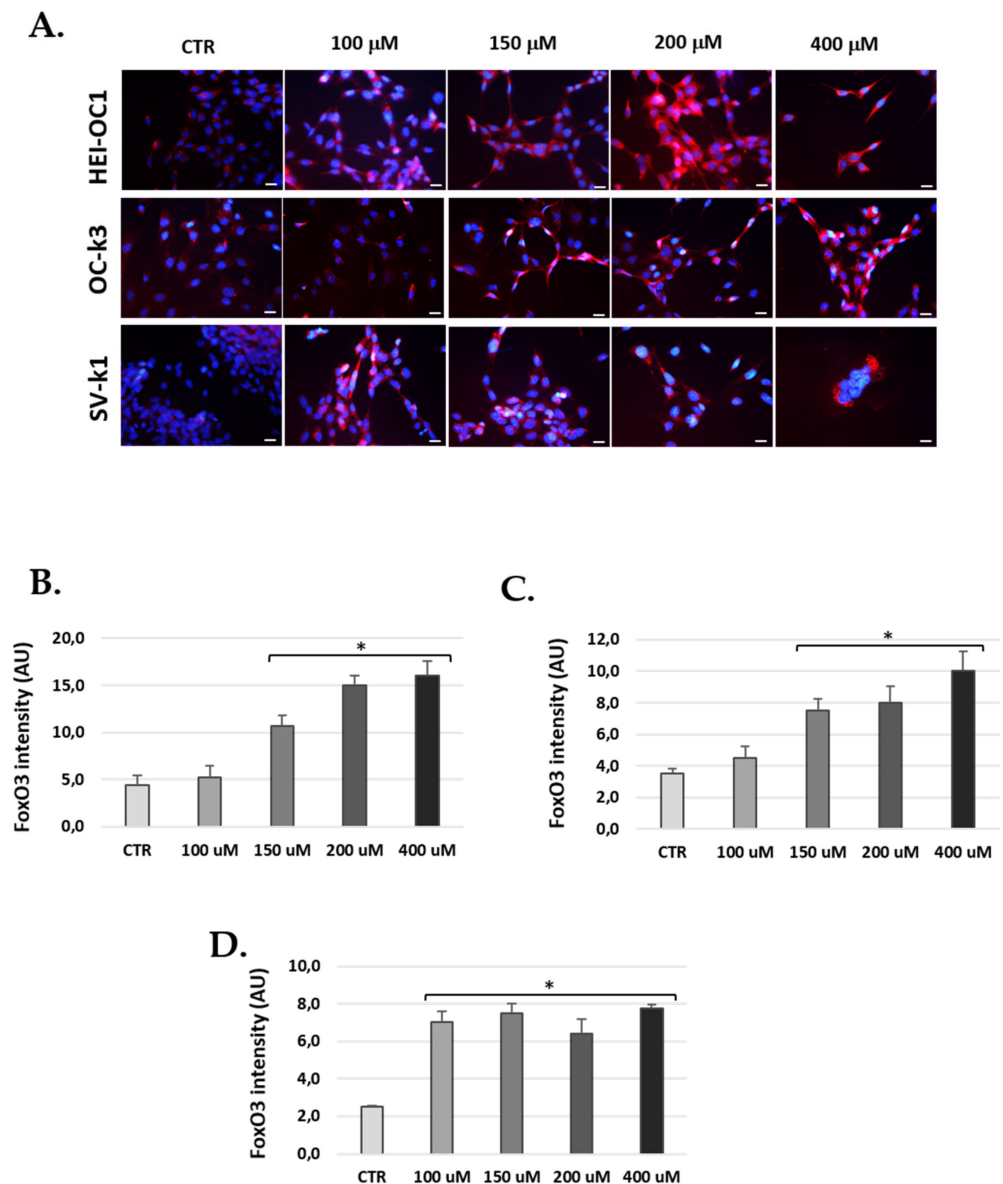 A.
CTR 100 µM 150 µM 200 µM 400 µM
HEI-OC1
OC-k3
SV-k1
B.
FoxO3 intensity (AU)
20,0
15,0
10,0
5,0
0,0
*
CTR 100 uM 150 uM 200 uM 400 uM
C.
FoxO3 intensity (AU)
12,0
10,0
8,0
6,0
4,0
2,0
0,0
*
CTR 100 uM 150 uM 200 uM 400 uM
D.
FoxO3 intensity (AU)
10,0
8,0
6,0
4,0
2,0
0,0
*
CTR 100 uM 150 uM 200 uM 400 uM